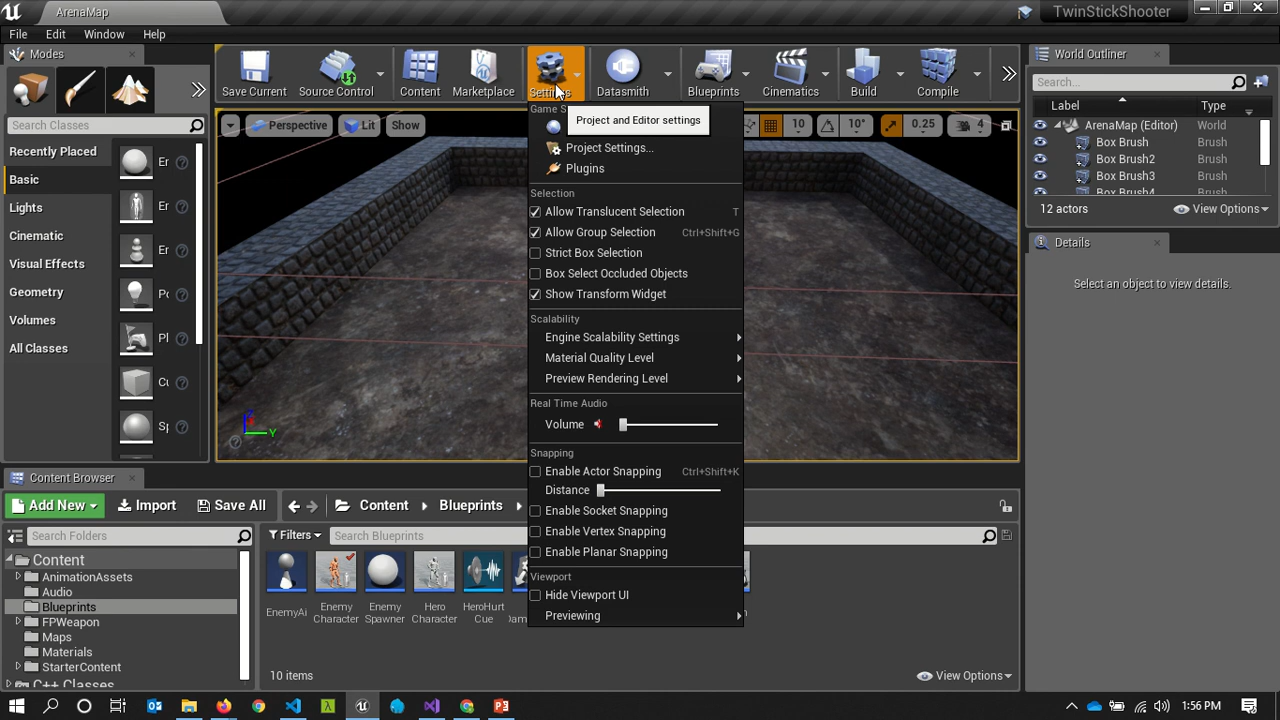 ArenaMap
TwinStickShooter
File Edit Window Help
Modes
Search Classes
Recently Placed
Basic
Lights
Cinematic
Visual Effects
Geometry
Volumes
All Classes
Save Current
Source Control
Content
Marketplace
Settings
Datasmith
Blueprints
Cinematics
Build
Compile
Perspective
Lit
Show
10
10°
0.25
4
Project and Editor settings
Project Settings...
Plugins
Selection
Allow Translucent Selection T
Allow Group Selection Ctrl+Shift+G
Strict Box Selection
Box Select Occluded Objects
Show Transform Widget
Scalability
Engine Scalability Settings
Material Quality Level
Preview Rendering Level
Real Time Audio
Volume
Snapping
Enable Actor Snapping Ctrl+Shift+K
Distance
Enable Socket Snapping
Enable Vertex Snapping
Enable Planar Snapping
Viewport
Hide Viewport UI
Previewing
World Outliner
Search...
Label Type
ArenaMap (Editor) World
Box Brush Brush
Box Brush2 Brush
Box Brush3 Brush
Box Brush4 Brush
12 actors
View Options
Details
Select an object to view details.
Z
Y
Content Browser
Add New
Import
Save All
Content
Blueprints
Search Folders
Content
AnimationAssets
Audio
Blueprints
FPWeapon
Maps
Materials
StarterContent
C++ Classes
Filters
Search Blueprints
EnemyAi
Enemy
Character
Enemy
Spawner
Hero
Character
HeroHurt
Cue
10 items
View Options
1:56 PM